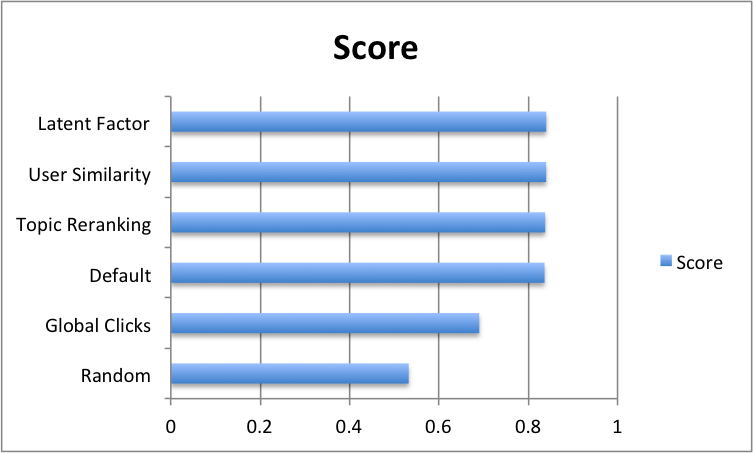 Score
Latent Factor
User Similarity
Topic Reranking
Default
Global Clicks
Random
Score
0 0.2 0.4 0.6 0.8 1